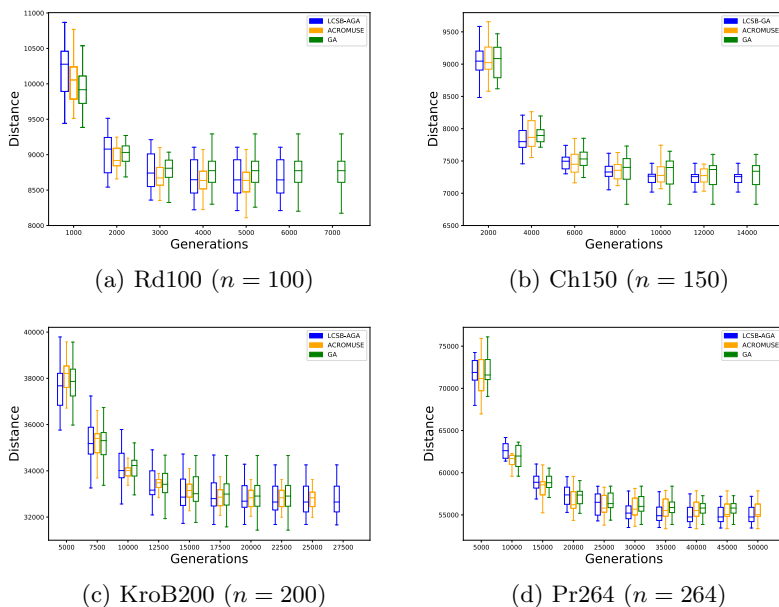 11000
10500
10000
9500
9000
8500
8000
Distance
1000 2000 3000 4000 5000 6000 7000
Generations
LCSB-AGA
ACROMUSE
GA
(a) Rd100 (n = 100)
9500
9000
8500
8000
7500
7000
6500
Distance
2000 4000 6000 8000 10000 12000 14000
Generations
LCSB-GA
ACROMUSE
GA
(b) Ch150 (n = 150)
40000
38000
36000
34000
32000
Distance
5000 7500 10000 12500 15000 17500 20000 22500 25000 27500
Generations
LCSB-AGA
ACROMUSE
GA
(c) KroB200 (n = 200)
75000
70000
65000
60000
55000
Distance
5000 10000 15000 20000 25000 30000 35000 40000 45000 50000
Generations
LCSB-AGA
ACROMUSE
GA
(d) Pr264 (n = 264)